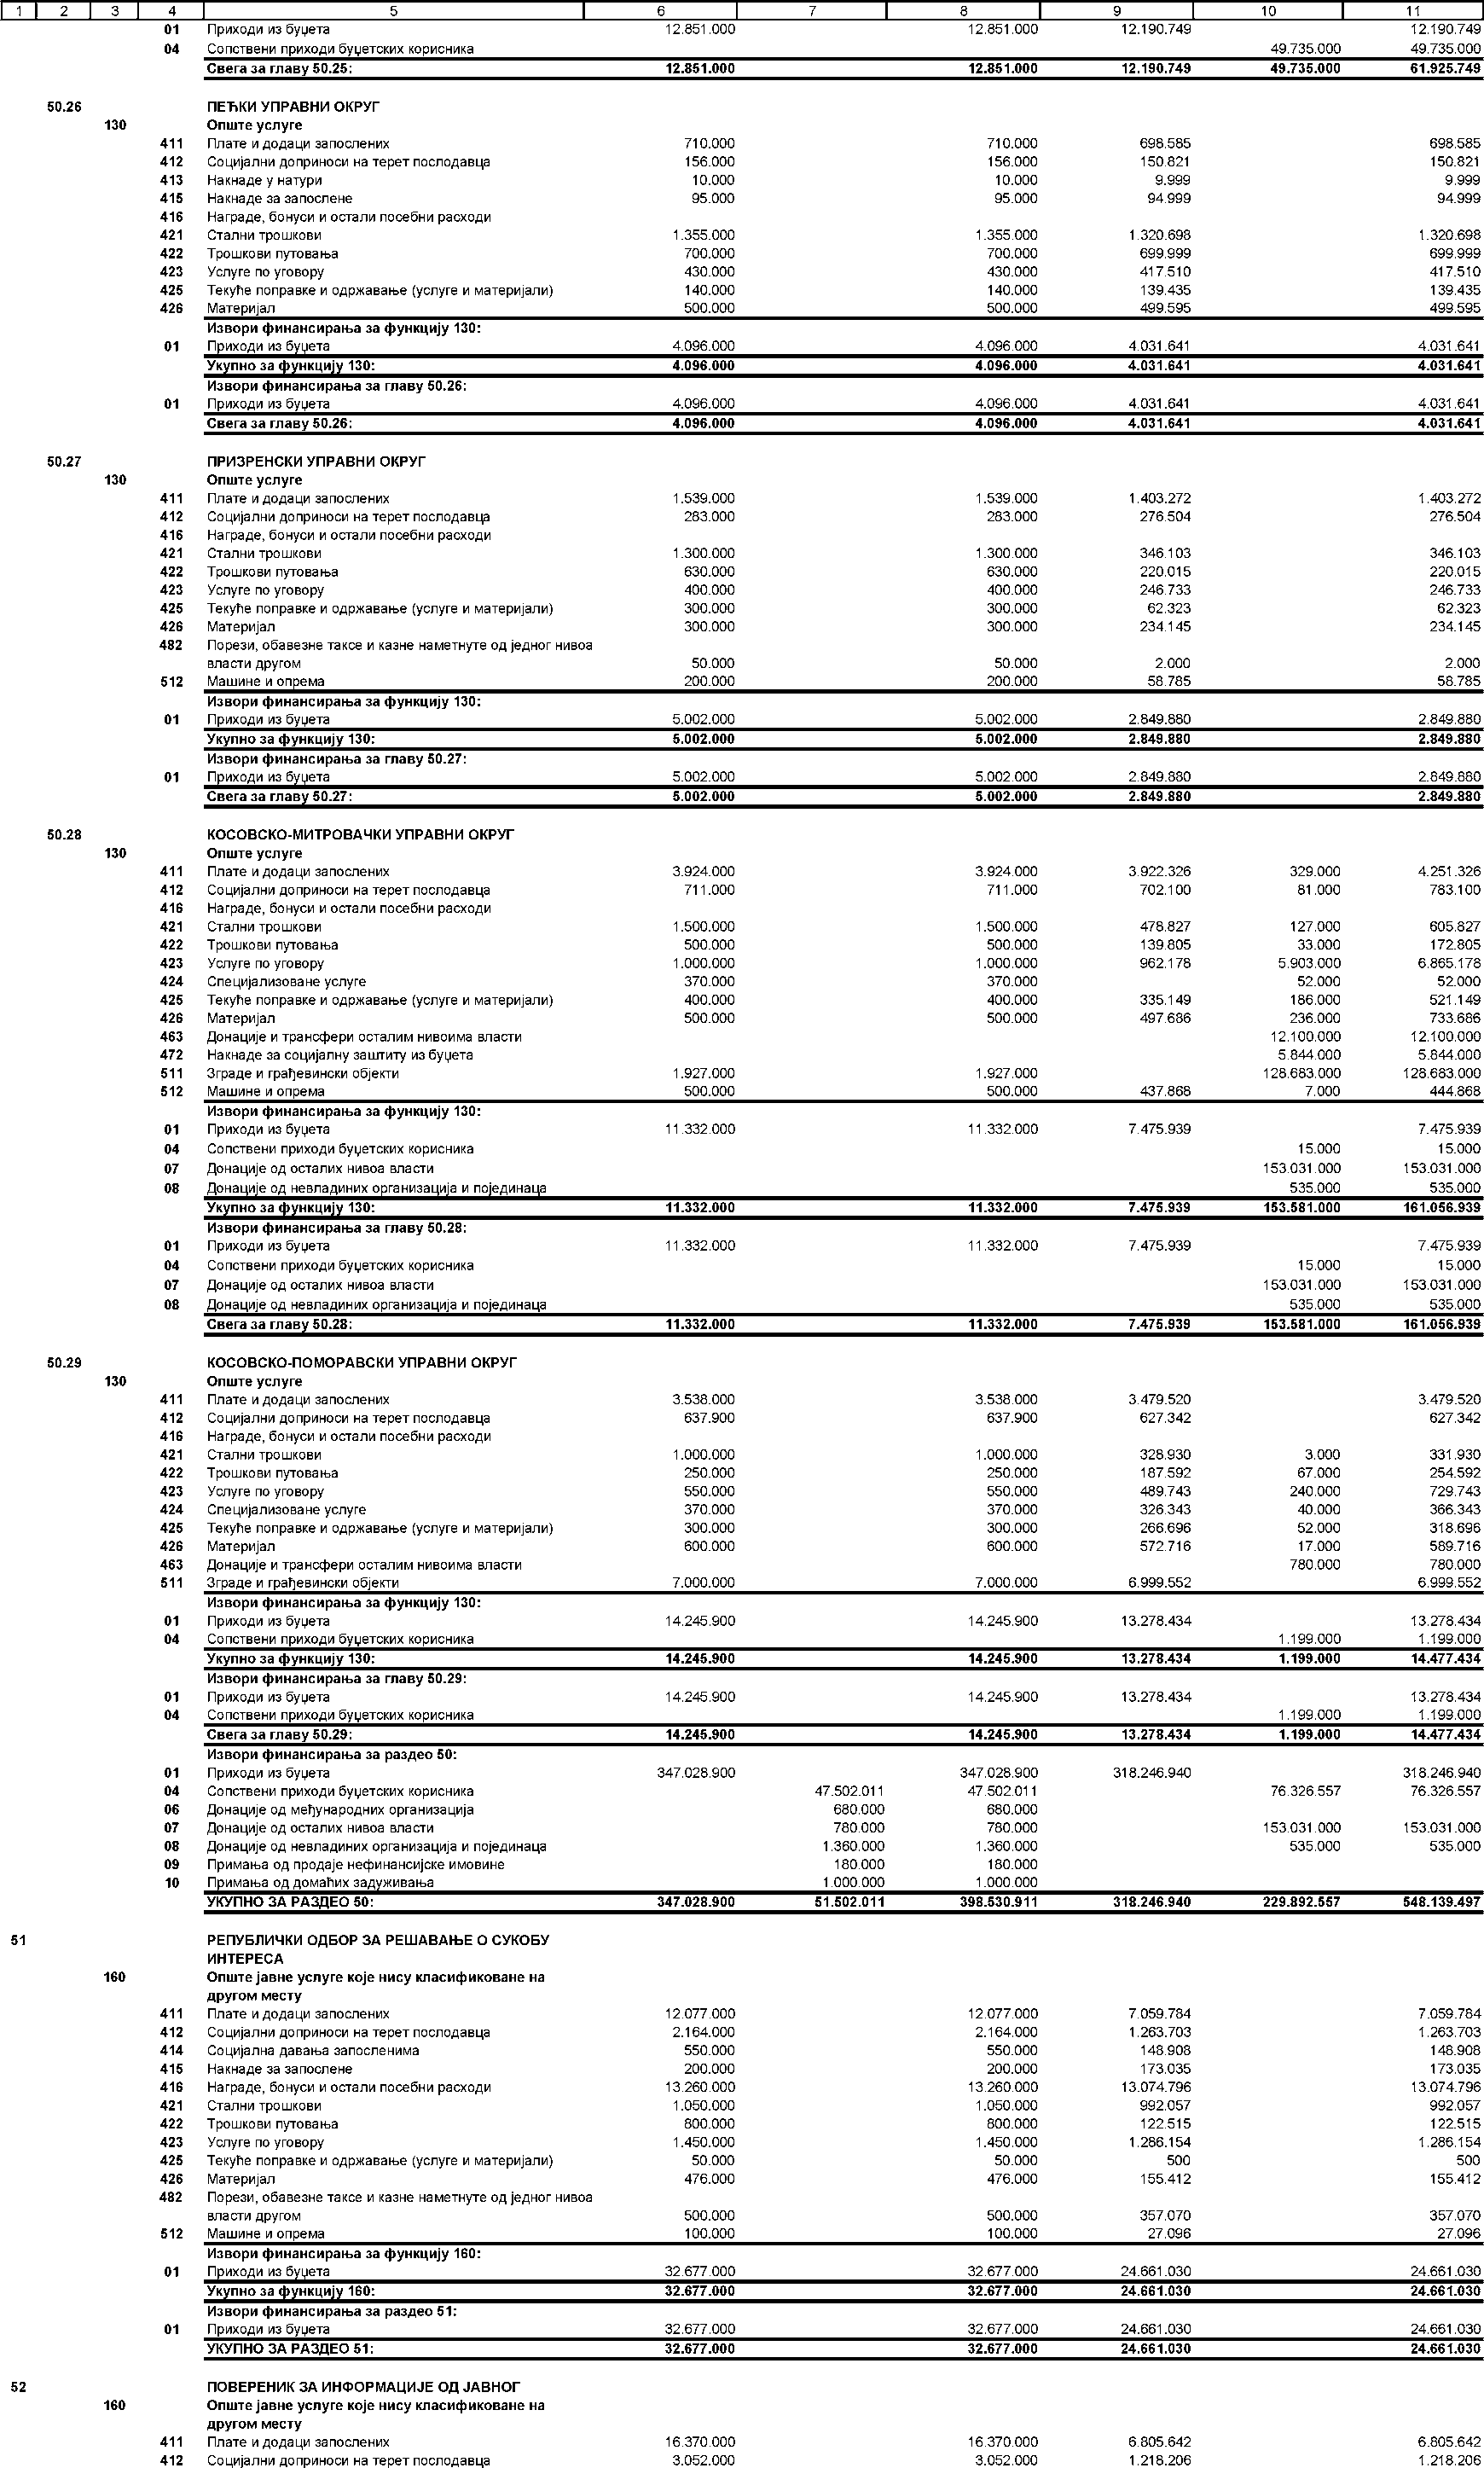 1 2 3 4 5 6 7 8 9 10 11
01 Приходи из буџета 12.851.000 12.851.000 12.190.749 12.190.749
04 Сопствени приходи буџетских корисника 49.735.000 49.735.000
Свега за главу 50.25: 12.851.000 12.851.000 12.190.749 49.735.000 61.925.749
50.26 ПЕЋКИ УПРАВНИ ОКРУГ
130 Опште услуге
411 Плате и додаци запослених 710.000 710.000 698.585 698.585
412 Социјални доприноси на терет послодавца 156.000 156.000 150.821 150.821
413 Накнаде у натури 10.000 10.000 9.999 9.999
415 Накнаде за запослене 95.000 95.000 94.999 94.999
416 Награде, бонуси и остали посебни расходи
421 Стални трошкови 1.355.000 1.355.000 1.320.698 1.320.698
422 Трошкови путовања 700.000 700.000 699.999 699.999
423 Услуге по уговору 430.000 430.000 417.510 417.510
425 Текуће поправке и одржавање (услуге и материјали) 140.000 140.000 139.435 139.435
426 Материјал 500.000 500.000 499.595 499.595
Извори финансирања за функцију 130:
01 Приходи из буџета 4.096.000 4.096.000 4.031.641 4.031.641
Укупно за функцију 130: 4.096.000 4.096.000 4.031.641 4.031.641
Извори финансирања за главу 50.26:
01 Приходи из буџета 4.096.000 4.096.000 4.031.641 4.031.641
Свега за главу 50.26: 4.096.000 4.096.000 4.031.641 4.031.641
50.27 ПРИЗРЕНСКИ УПРАВНИ ОКРУГ
130 Опште услуге
411 Плате и додаци запослених 1.539.000 1.539.000 1.403.272 1.403.272
412 Социјални доприноси на терет послодавца 283.000 283.000 276.504 276.504
416 Награде, бонуси и остали посебни расходи
421 Стални трошкови 1.300.000 1.300.000 346.103 346.103
422 Трошкови путовања 630.000 630.000 220.015 220.015
423 Услуге по уговору 400.000 400.000 246.733 246.733
425 Текуће поправке и одржавање (услуге и материјали) 300.000 300.000 62.323 62.323
426 Материјал 300.000 300.000 234.145 234.145
482 Порези, обавезне таксе и казне наметнуте од једног нивоа
власти другом 50.000 50.000 2.000 2.000
512 Машине и опрема 200.000 200.000 58.785 58.785
Извори финансирања за функцију 130:
01 Приходи из буџета 5.002.000 5.002.000 2.849.880 2.849.880
Укупно за функцију 130: 5.002.000 5.002.000 2.849.880 2.849.880
Извори финансирања за главу 50.27:
01 Приходи из буџета 5.002.000 5.002.000 2.849.880 2.849.880
Свега за главу 50.27: 5.002.000 5.002.000 2.849.880 2.849.880
50.28 КОСОВСКО-МИТРОВАЧКИ УПРАВНИ ОКРУГ
130 Опште услуге
411 Плате и додаци запослених 3.924.000 3.924.000 3.922.326 329.000 4.251.326
412 Социјални доприноси на терет послодавца 711.000 711.000 702.100 81.000 783.100
416 Награде, бонуси и остали посебни расходи
421 Стални трошкови 1.500.000 1.500.000 478.827 127.000 605.827
422 Трошкови путовања 500.000 500.000 139.805 33.000 172.805
423 Услуге по уговору 1.000.000 1.000.000 962.178 5.903.000 6.865.178
424 Специјализоване услуге 370.000 370.000 52.000 52.000
425 Текуће поправке и одржавање (услуге и материјали) 400.000 400.000 335.149 186.000 521.149
426 Материјал 500.000 500.000 497.686 236.000 733.686
463 Донације и трансфери осталим нивоима власти 12.100.000 12.100.000
472 Накнаде за социјалну заштиту из буџета 5.844.000 5.844.000
511 Зграде и грађевински објекти 1.927.000 1.927.000 128.683.000 128.683.000
512 Машине и опрема 500.000 500.000 437.868 7.000 444.868
Извори финансирања за функцију 130:
01 Приходи из буџета 11.332.000 11.332.000 7.475.939 7.475.939
04 Сопствени приходи буџетских корисника 15.000 15.000
07 Донације од осталих нивоа власти 153.031.000 153.031.000
08 Донације од невладиних организација и појединаца 535.000 535.000
Укупно за функцију 130: 11.332.000 11.332.000 7.475.939 153.581.000 161.056.939
Извори финансирања за главу 50.28:
01 Приходи из буџета 11.332.000 11.332.000 7.475.939 7.475.939
04 Сопствени приходи буџетских корисника 15.000 15.000
07 Донације од осталих нивоа власти 153.031.000 153.031.000
08 Донације од невладиних организација и појединаца 535.000 535.000
Свега за главу 50.28: 11.332.000 11.332.000 7.475.939 153.581.000 161.056.939
50.29 КОСОВСКО-ПОМОРАВСКИ УПРАВНИ ОКРУГ
130 Опште услуге
411 Плате и додаци запослених 3.538.000 3.538.000 3.479.520 3.479.520
412 Социјални доприноси на терет послодавца 637.900 637.900 627.342 627.342
416 Награде, бонуси и остали посебни расходи
421 Стални трошкови 1.000.000 1.000.000 328.930 3.000 331.930
422 Трошкови путовања 250.000 250.000 187.592 67.000 254.592
423 Услуге по уговору 550.000 550.000 489.743 240.000 729.743
424 Специјализоване услуге 370.000 370.000 326.343 40.000 366.343
425 Текуће поправке и одржавање (услуге и материјали) 300.000 300.000 266.696 52.000 318.696
426 Материјал 600.000 600.000 572.716 17.000 589.716
463 Донације и трансфери осталим нивоима власти 780.000 780.000
511 Зграде и грађевински објекти 7.000.000 7.000.000 6.999.552 6.999.552
Извори финансирања за функцију 130:
01 Приходи из буџета 14.245.900 14.245.900 13.278.434 13.278.434
04 Сопствени приходи буџетских корисника 1.199.000 1.199.000
Укупно за функцију 130: 14.245.900 14.245.900 13.278.434 1.199.000 14.477.434
Извори финансирања за главу 50.29:
01 Приходи из буџета 14.245.900 14.245.900 13.278.434 13.278.434
04 Сопствени приходи буџетских корисника 1.199.000 1.199.000
Свега за главу 50.29: 14.245.900 14.245.900 13.278.434 1.199.000 14.477.434
Извори финансирања за раздео 50:
01 Приходи из буџета 347.028.900 347.028.900 318.246.940 318.246.940
04 Сопствени приходи буџетских корисника 47.502.011 47.502.011 76.326.557 76.326.557
06 Донације од међународних организација 680.000 680.000
07 Донације од осталих нивоа власти 780.000 780.000 153.031.000 153.031.000
08 Донације од невладиних организација и појединаца 1.360.000 1.360.000 535.000 535.000
09 Примања од продаје нефинансијске имовине 180.000 180.000
10 Примања од домаћих задуживања 1.000.000 1.000.000
УКУПНО ЗА РАЗДЕО 50: 347.028.900 51.502.011 398.530.911 318.246.940 229.892.557 548.139.497
51 РЕПУБЛИЧКИ ОДБОР ЗА РЕШАВАЊЕ О СУКОБУ
ИНТЕРЕСА
160 Опште јавне услуге које нису класификоване на
другом месту
411 Плате и додаци запослених 12.077.000 12.077.000 7.059.784 7.059.784
412 Социјални доприноси на терет послодавца 2.164.000 2.164.000 1.263.703 1.263.703
414 Социјална давања запосленима 550.000 550.000 148.908 148.908
415 Накнаде за запослене 200.000 200.000 173.035 173.035
416 Награде, бонуси и остали посебни расходи 13.260.000 13.260.000 13.074.796 13.074.796
421 Стални трошкови 1.050.000 1.050.000 992.057 992.057
422 Трошкови путовања 800.000 800.000 122.515 122.515
423 Услуге по уговору 1.450.000 1.450.000 1.286.154 1.286.154
425 Текуће поправке и одржавање (услуге и материјали) 50.000 50.000 500 500
426 Материјал 476.000 476.000 155.412 155.412
482 Порези, обавезне таксе и казне наметнуте од једног нивоа
власти другом 500.000 500.000 357.070 357.070
512 Машине и опрема 100.000 100.000 27.096 27.096
Извори финансирања за функцију 160:
01 Приходи из буџета 32.677.000 32.677.000 24.661.030 24.661.030
Укупно за функцију 160: 32.677.000 32.677.000 24.661.030 24.661.030
Извори финансирања за раздео 51:
01 Приходи из буџета 32.677.000 32.677.000 24.661.030 24.661.030
УКУПНО ЗА РАЗДЕО 51: 32.677.000 32.677.000 24.661.030 24.661.030
52 ПОВЕРЕНИК ЗА ИНФОРМАЦИЈЕ ОД ЈАВНОГ
160 Опште јавне услуге које нису класификоване на
другом месту
411 Плате и додаци запослених 16.370.000 16.370.000 6.805.642 6.805.642
412 Социјални доприноси на терет послодавца 3.052.000 3.052.000 1.218.206 1.218.206